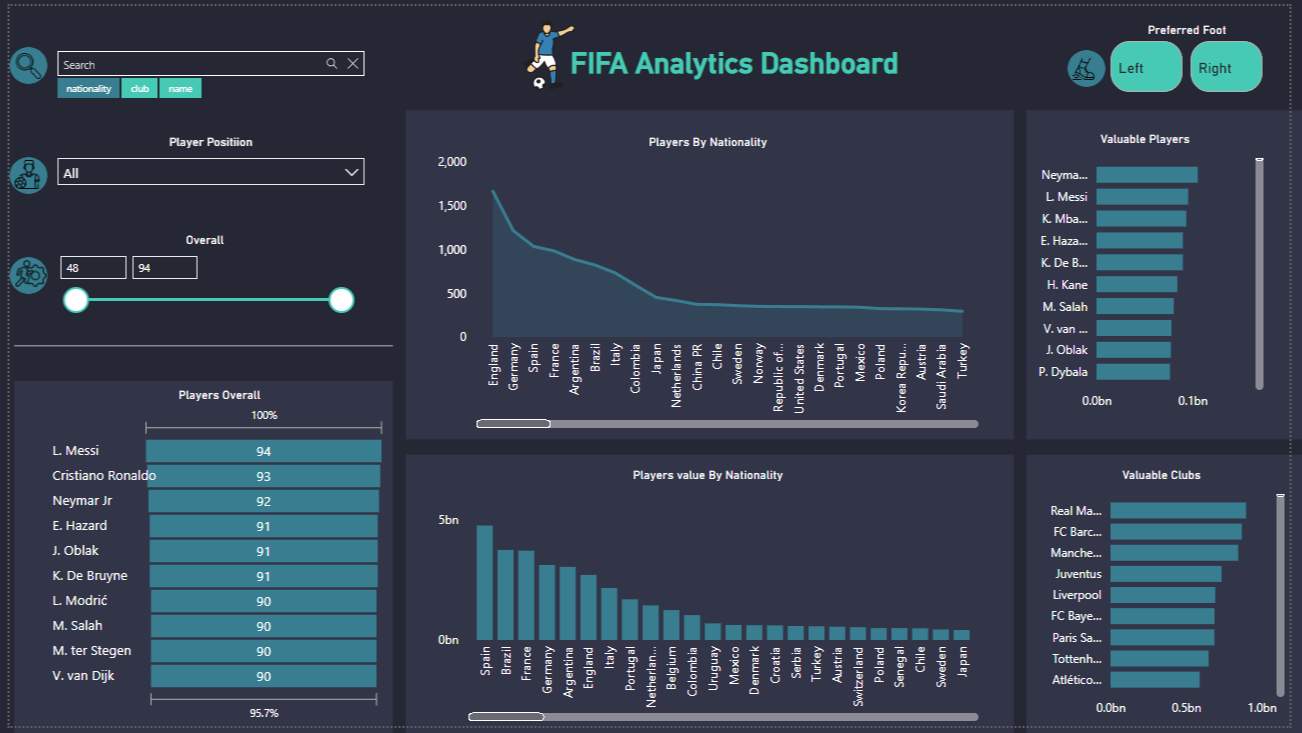 FIFA Analytics Dashboard
Search
nationality club name
Preferred Foot
Left
Right
Player Positiion
All
Overall
48
94
Players Overall
100%
L. Messi 94
Cristiano Ronaldo 93
Neymar Jr 92
E. Hazard 91
J. Oblak 91
K. De Bruyne 91
L. Modrić 90
M. Salah 90
M. ter Stegen 90
V. van Dijk 90
95.7%
Players By Nationality
2,000
1,500
1,000
500
0
England
Germany
Spain
France
Argentina
Brazil
Italy
Colombia
Japan
Netherlands
China PR
Chile
Sweden
Norway
Republic of...
United States
Denmark
Portugal
Mexico
Poland
Korea Repu...
Austria
Saudi Arabia
Turkey
Players value By Nationality
5bn
0bn
Spain
Brazil
France
Germany
Argentina
England
Italy
Portugal
Netherlan...
Belgium
Colombia
Uruguay
Mexico
Denmark
Croatia
Serbia
Turkey
Austria
Switzerland
Poland
Senegal
Chile
Sweden
Japan
Valuable Players
Neyma...
L. Messi
K. Mba...
E. Haza...
K. De B...
H. Kane
M. Salah
V. van ...
J. Oblak
P. Dybala
0.0bn 0.1bn
Valuable Clubs
Real Ma...
FC Barc...
Manche...
Juventus
Liverpool
FC Baye...
Paris Sa...
Tottenh...
Atlético...
0.0bn 0.5bn 1.0bn